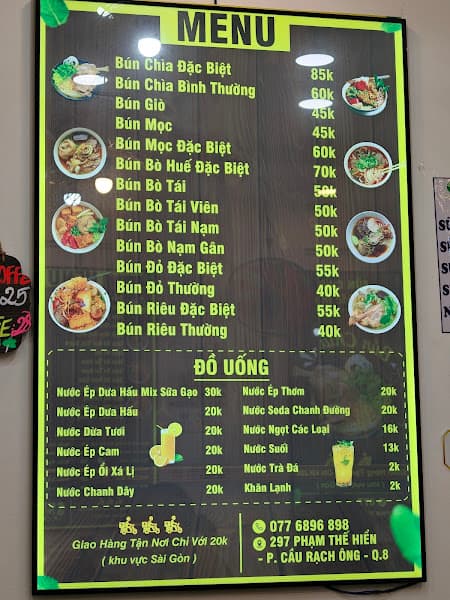 MENU
Bún Chìa Đặc Biệt 85k
Bún Chìa Bình Thường 60k
Bún Giò 45k
Bún Mọc 45k
Bún Mọc Đặc Biệt 60k
Bún Bò Huế Đặc Biệt 70k
Bún Bò Tái 50k
Bún Bò Tái Viên 50k
Bún Bò Tái Nạm 50k
Bún Bò Nạm Gân 50k
Bún Đỏ Đặc Biệt 55k
Bún Đỏ Thường 40k
Bún Riêu Đặc Biệt 55k
Bún Riêu Thường 40k
ĐỒ UỐNG
Nước Ép Dưa Hấu Mix Sữa Gạo 30k
Nước Ép Dưa Hấu 20k
Nước Dừa Tươi 20k
Nước Ép Cam 20k
Nước Ép Ổi Xá Lị 20k
Nước Chanh Dây 20k
Nước Ép Thơm 20k
Nước Soda Chanh Đường 20k
Nước Ngọt Các Loại 16k
Nước Suối 13k
Nước Trà Đá 2k
Khăn Lạnh 2k
Giao Hàng Tận Nơi Chỉ Với 20k
( khu vực Sài Gòn )
077 6896 898
297 PHẠM THẾ HIỂN
- P. CẦU RẠCH ÔNG - Q.8
25